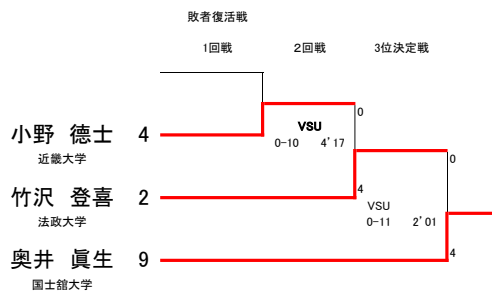 敗者復活戦
1回戦 2回戦 3位決定戦
0
VSU
小野 德士 4
0-10 4'17
近畿大学
0
竹沢 登喜 2
4
VSU
法政大学
0-11 2'01
奥井 眞生 9
4
国士舘大学